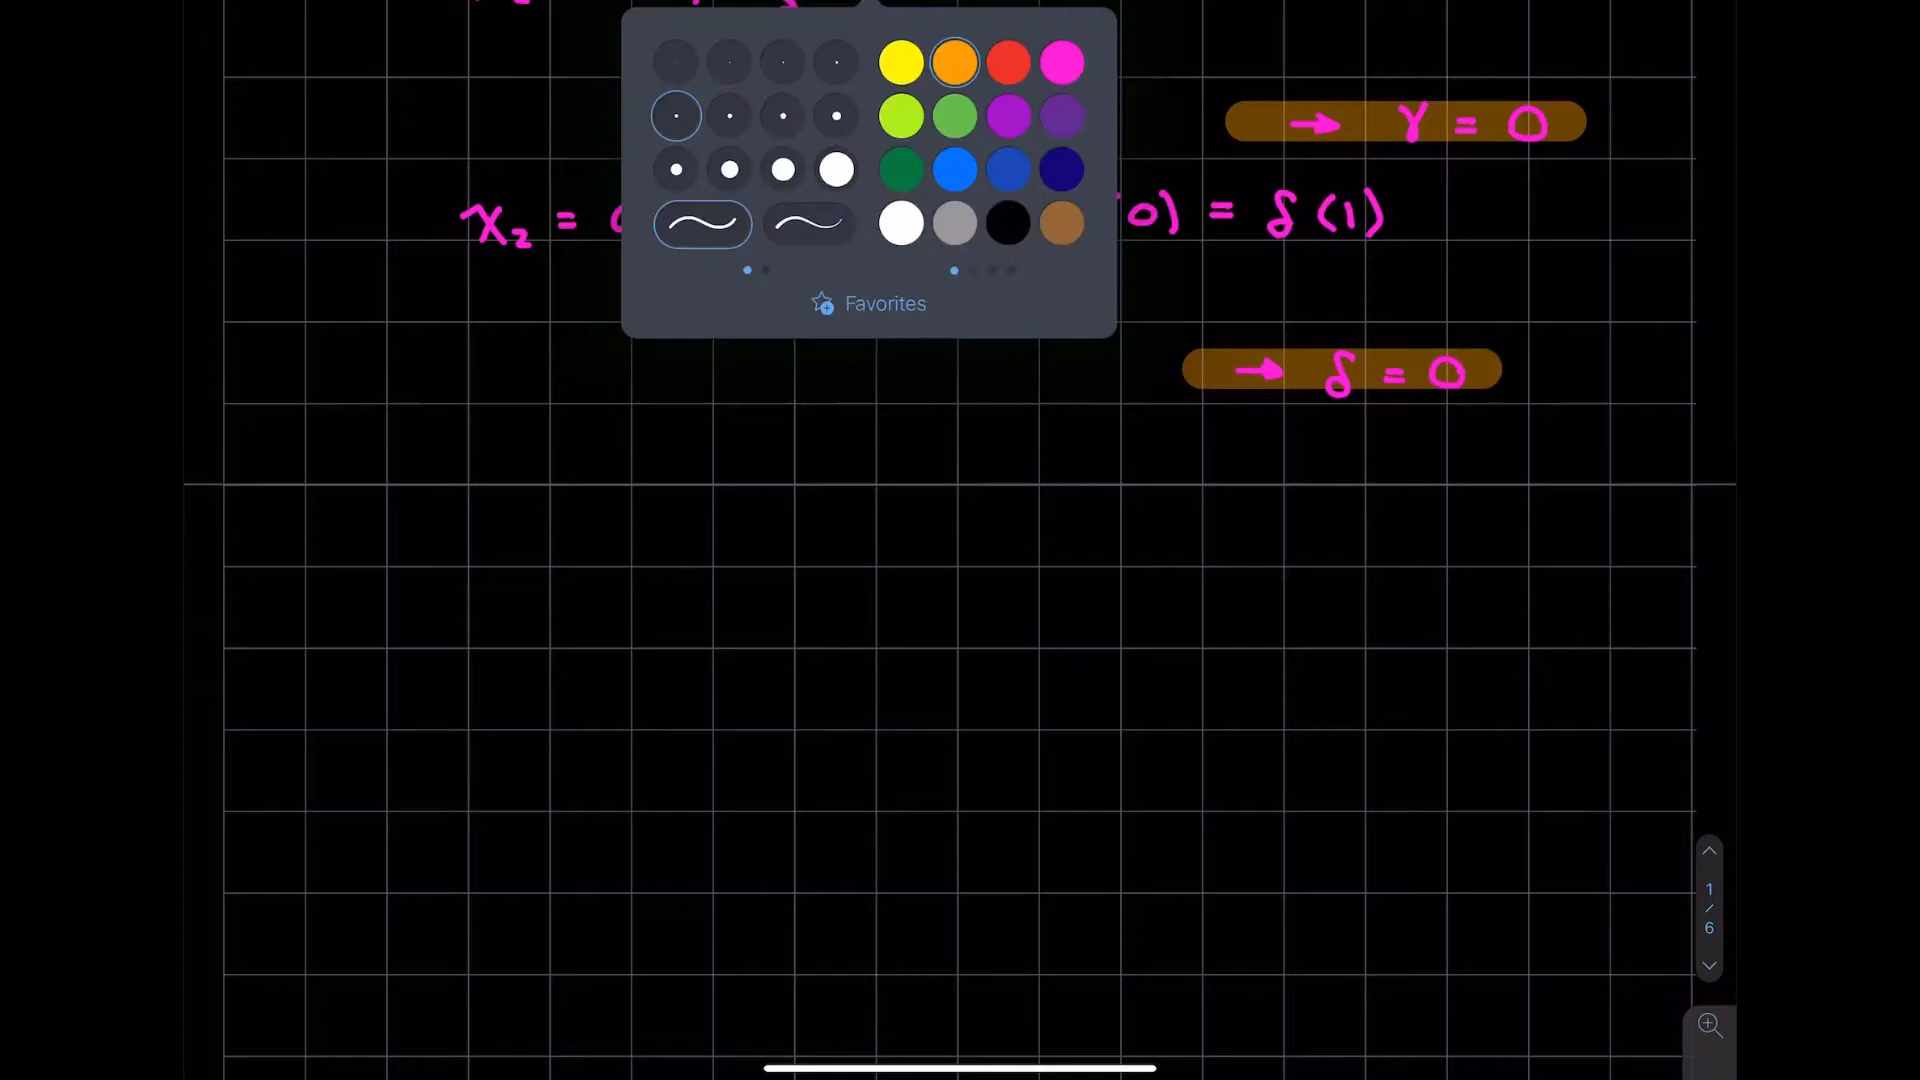 → γ = 0
x₂ = 0) = δ (1)
Favorites
→ δ = 0
1
/
6